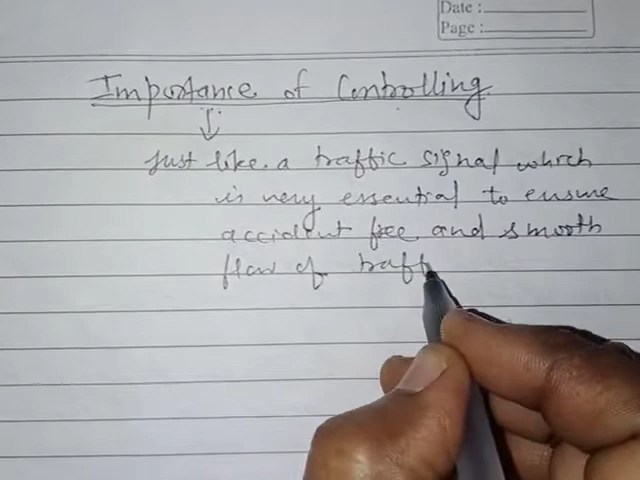 Date :
Page :
Importance of Controlling
Just like a traffic signal which
is very essential to ensure
accident free and smooth
flow of traff